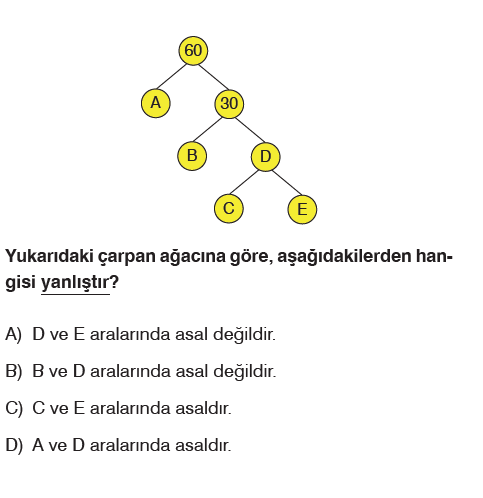 60
A
30
B
D
C
E
Yukarıdaki çarpan ağacına göre, aşağıdakilerden han-
gisi yanlıştır?
A) D ve E aralarında asal değildir.
B) B ve D aralarında asal değildir.
C) C ve E aralarında asaldır.
D) A ve D aralarında asaldır.